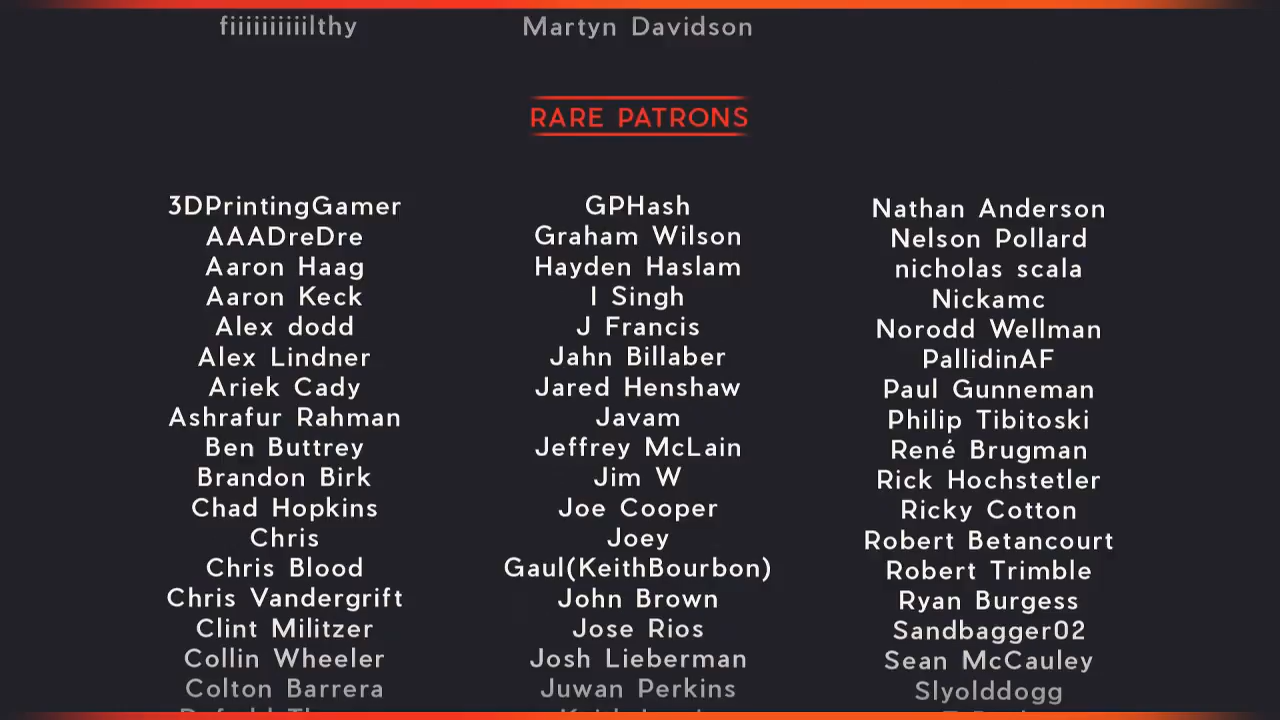 fiiiiiiiiiilthy
Martyn Davidson
RARE PATRONS
3DPrintingGamer
AAADreDre
Aaron Haag
Aaron Keck
Alex dodd
Alex Lindner
Ariek Cady
Ashrafur Rahman
Ben Buttrey
Brandon Birk
Chad Hopkins
Chris
Chris Blood
Chris Vandergrift
Clint Militzer
Collin Wheeler
Colton Barrera
GPHash
Graham Wilson
Hayden Haslam
I Singh
J Francis
Jahn Billaber
Jared Henshaw
Javam
Jeffrey McLain
Jim W
Joe Cooper
Joey
Gaul(KeithBourbon)
John Brown
Jose Rios
Josh Lieberman
Juwan Perkins
Nathan Anderson
Nelson Pollard
nicholas scala
Nickamc
Norodd Wellman
PallidinAF
Paul Gunneman
Philip Tibitoski
René Brugman
Rick Hochstetler
Ricky Cotton
Robert Betancourt
Robert Trimble
Ryan Burgess
Sandbagger02
Sean McCauley
Slyolddogg